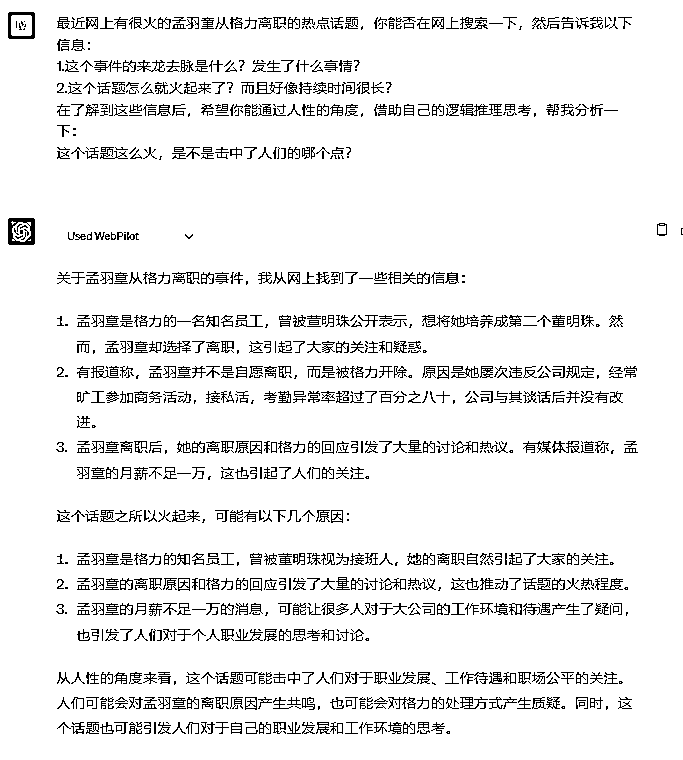 最近网上有很火的孟羽童从格力离职的热点话题，你能否在网上搜索一下，然后告诉我以下
信息：
1.这个事件的来龙去脉是什么？发生了什么事情？
2.这个话题怎么就火起来了？而且好像持续时间很长？
在了解到这些信息后，希望你能通过人性的角度，借助自己的逻辑推理思考，帮我分析一
下：
这个话题这么火，是不是击中了人们的哪个点？
Used WebPilot
关于孟羽童从格力离职的事件，我从网上找到了一些相关的信息：
1. 孟羽童是格力的一名知名员工，曾被董明珠公开表示，想将她培养成第二个董明珠。然
而，孟羽童却选择了离职，这引起了大家的关注和疑惑。
2. 有报道称，孟羽童并不是自愿离职，而是被格力开除。原因是她屡次违反公司规定，经常
旷工参加商务活动，接私活，考勤异常率超过了百分之八十，公司与其谈话后并没有改
进。
3. 孟羽童离职后，她的离职原因和格力的回应引发了大量的讨论和热议。有媒体报道称，孟
羽童的月薪不足一万，这也引起了人们的关注。
这个话题之所以火起来，可能有以下几个原因：
1. 孟羽童是格力的知名员工，曾被董明珠视为接班人，她的离职自然引起了大家的关注。
2. 孟羽童的离职原因和格力的回应引发了大量的讨论和热议，这也推动了话题的火热程度。
3. 孟羽童的月薪不足一万的消息，可能让很多人对于大公司的工作环境和待遇产生了疑问，
也引发了人们对于个人职业发展的思考和讨论。
从人性的角度来看，这个话题可能击中了人们对于职业发展、工作待遇和职场公平的关注。
人们可能会对孟羽童的离职原因产生共鸣，也可能会对格力的处理方式产生质疑。同时，这
个话题也可能引发人们对于自己的职业发展和工作环境的思考。